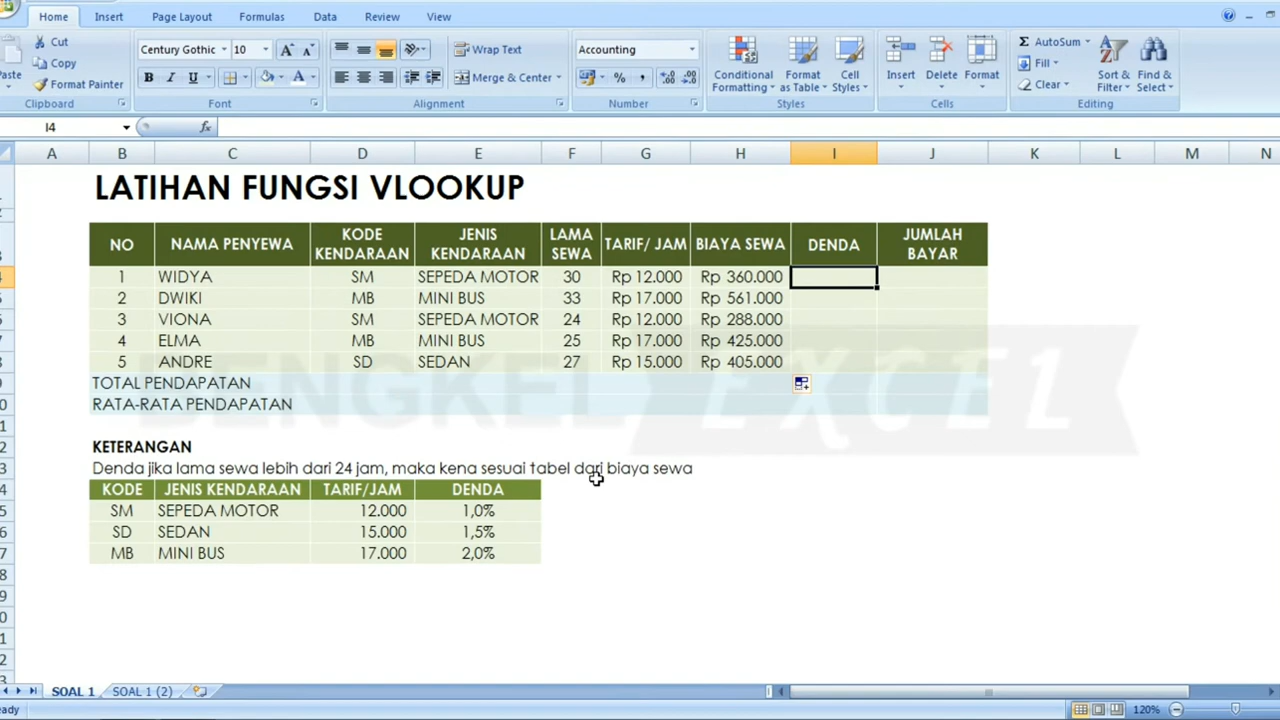 Home Insert Page Layout Formulas Data Review View
Cut
Copy
Paste
Format Painter
Clipboard
Century Gothic 10
B I U
Font
Wrap Text
Merge & Center
Alignment
Accounting
% ,
Number
Conditional Formatting
Format as Table
Cell Styles
Styles
Insert
Delete
Format
Cells
AutoSum
Fill
Clear
Sort & Filter
Find & Select
Editing
I4
fx
A B C D E F G H I J K L M N
LATIHAN FUNGSI VLOOKUP
NO NAMA PENYEWA KODE KENDARAAN JENIS KENDARAAN LAMA SEWA TARIF/ JAM BIAYA SEWA DENDA JUMLAH BAYAR
1 WIDYA SM SEPEDA MOTOR 30 Rp 12.000 Rp 360.000
2 DWIKI MB MINI BUS 33 Rp 17.000 Rp 561.000
3 VIONA SM SEPEDA MOTOR 24 Rp 12.000 Rp 288.000
4 ELMA MB MINI BUS 25 Rp 17.000 Rp 425.000
5 ANDRE SD SEDAN 27 Rp 15.000 Rp 405.000
TOTAL PENDAPATAN
RATA-RATA PENDAPATAN
BENGKEL EXCEL
KETERANGAN
Denda jika lama sewa lebih dari 24 jam, maka kena sesuai tabel dari biaya sewa
KODE JENIS KENDARAAN TARIF/JAM DENDA
SM SEPEDA MOTOR 12.000 1,0%
SD SEDAN 15.000 1,5%
MB MINI BUS 17.000 2,0%
SOAL 1 SOAL 1 (2)
120%